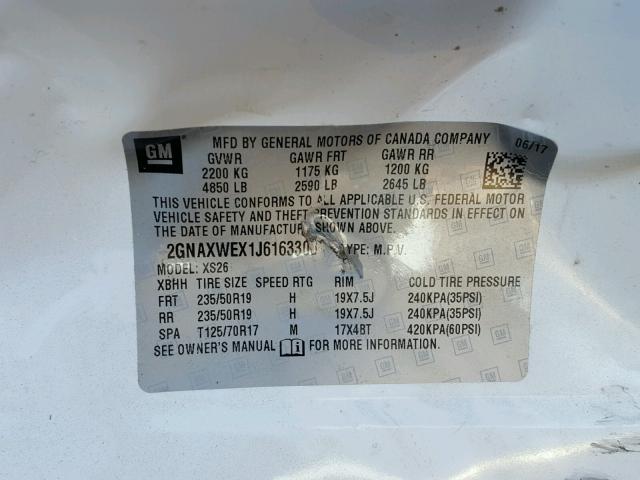 GM MFD BY GENERAL MOTORS OF CANADA COMPANY 06/17
GVWR GAWR FRT GAWR RR
2200 KG 1175 KG 1200 KG
4850 LB 2590 LB 2645 LB
THIS VEHICLE CONFORMS TO ALL APPLICABLE U.S. FEDERAL MOTOR
VEHICLE SAFETY AND THEFT PREVENTION STANDARDS IN EFFECT ON
THE DATE OF MANUFACTURE SHOWN ABOVE.
TYPE: M.P.V.
MODEL: XS26
XBHH TIRE SIZE SPEED RTG RIM COLD TIRE PRESSURE
FRT 235/50R19 H 19X7.5J 240KPA(35PSI)
RR 235/50R19 H 19X7.5J 240KPA(35PSI)
SPA T125/70R17 M 17X4BT 420KPA(60PSI)
SEE OWNER'S MANUAL FOR MORE INFORMATION.